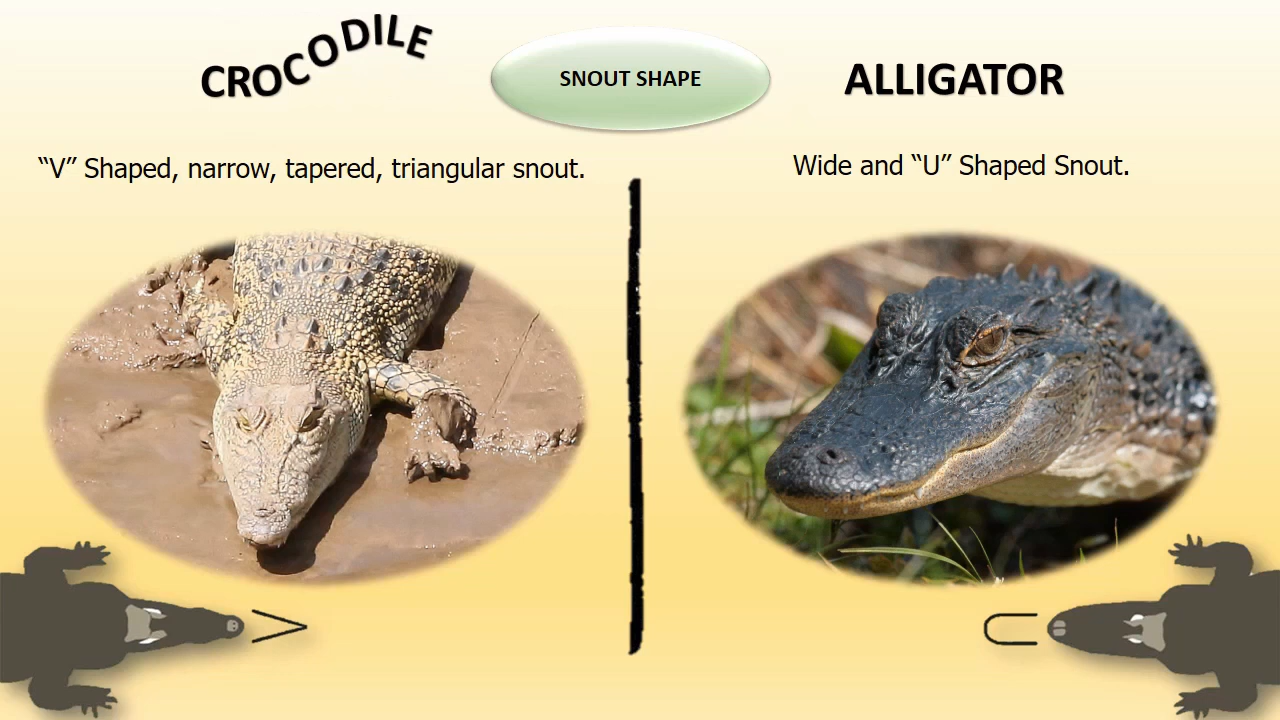 CROCODILE
SNOUT SHAPE
ALLIGATOR
“V” Shaped, narrow, tapered, triangular snout.
Wide and “U” Shaped Snout.